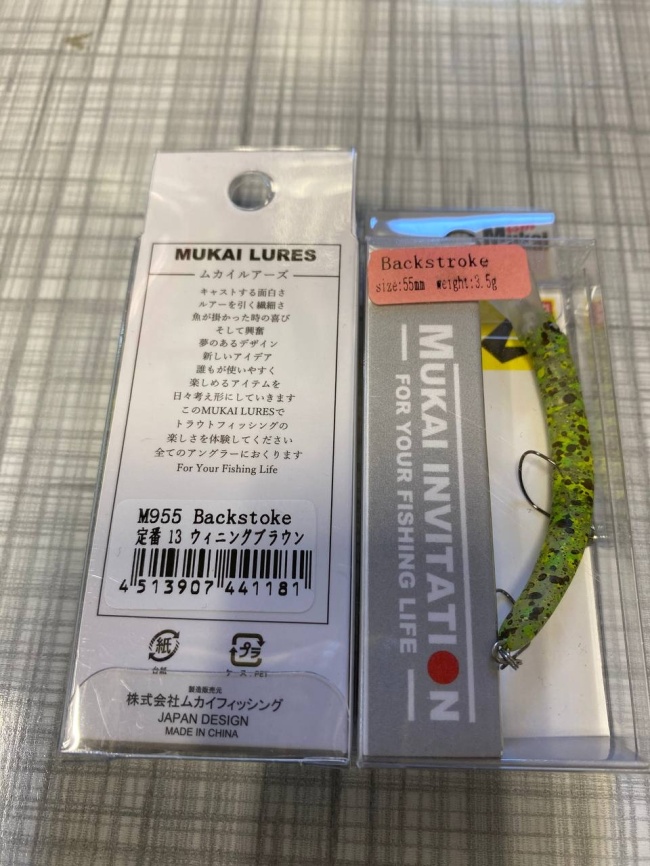 MUKAI LURES
ムカイルアーズ
キャストする面白さ
ルアーを引く繊細さ
魚が掛かった時の喜び
そして興奮
夢のあるデザイン
新しいアイデア
誰もが使いやすく
楽しめるアイテムを
日々考え形にしていきます
このMUKAI LURESで
トラウトフィッシングの
楽しさを体験してください
全てのアングラーにおくります
For Your Fishing Life
M955 Backstoke
定番 13 ウィニングブラウン
4 513907 441181
紙
台紙
プラ
ケース:PET
製造販売元
株式会社ムカイフィッシング
JAPAN DESIGN
MADE IN CHINA
Mukai
Backstroke
size:55mm weight:3.5g
MUKAI INVITATION
FOR YOUR FISHING LIFE